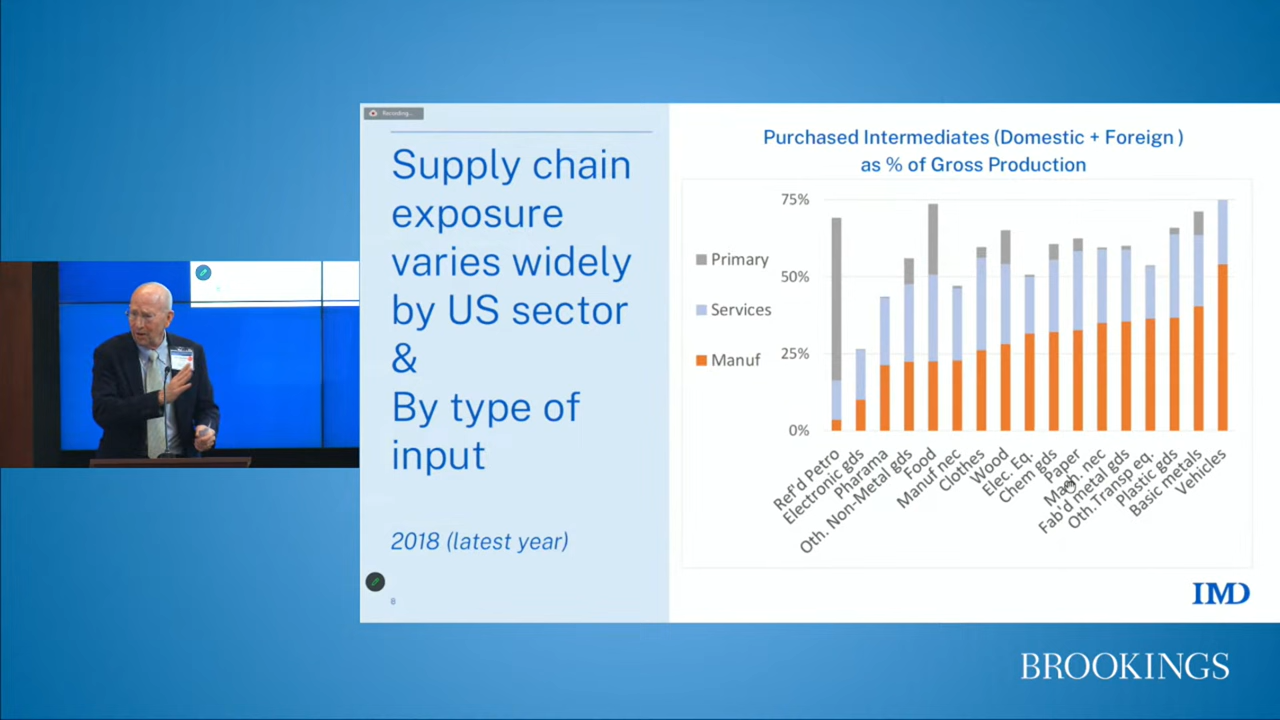 Recording...
Supply chain
exposure
varies widely
by US sector
&
By type of
input
2018 (latest year)
8
Purchased Intermediates (Domestic + Foreign )
as % of Gross Production
75%
50%
25%
0%
Primary
Services
Manuf
Ref'd Petro
Electronic gds
Pharama
Oth. Non-Metal gds
Food
Manuf nec
Clothes
Wood
Elec. Eq.
Chem gds
Paper
Mach. nec
Fab'd metal gds
Oth.Transp eq.
Plastic gds
Basic metals
Vehicles
IMD
BROOKINGS